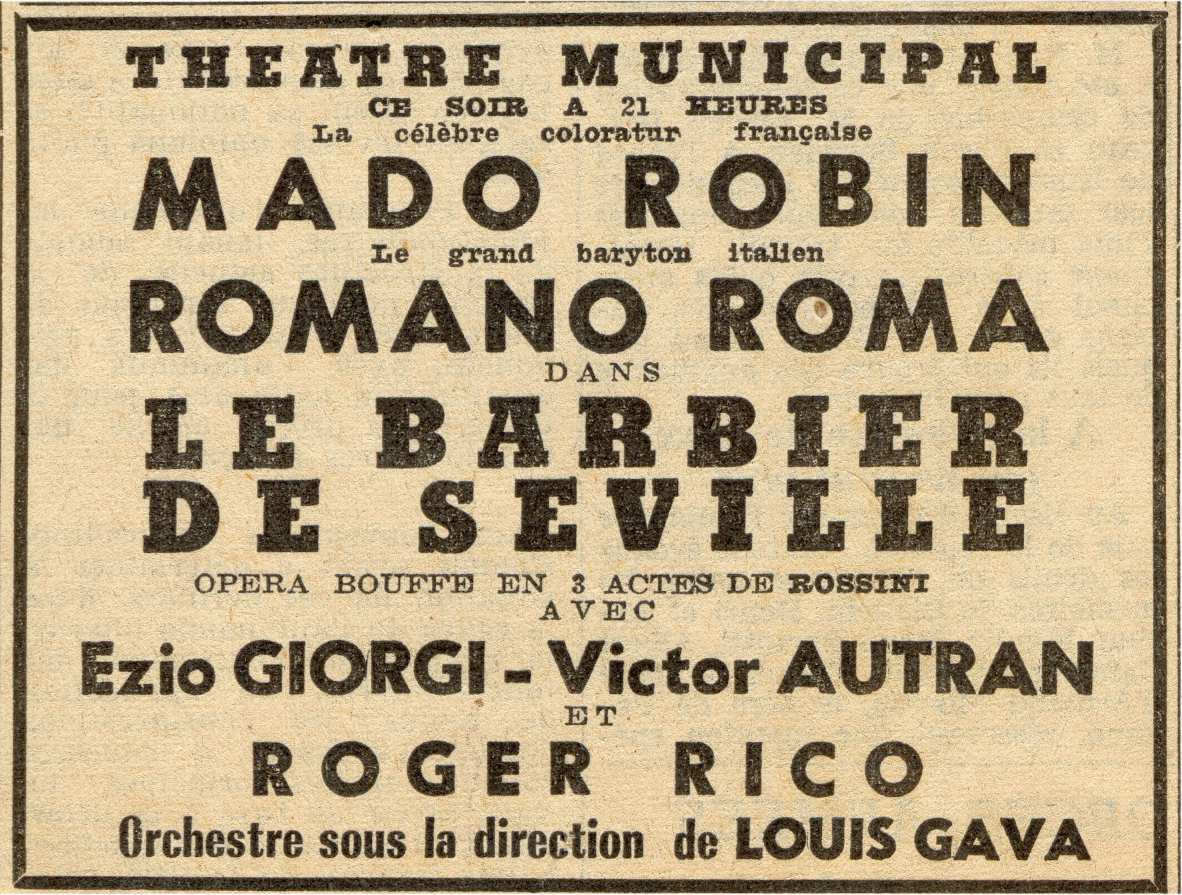 THEATRE MUNICIPAL
CE SOIR A 21 HEURES
La célèbre coloratur française
MADO ROBIN
Le grand baryton italien
ROMANO ROMA
DANS
LE BARBIER
DE SEVILLE
OPERA BOUFFE EN 3 ACTES DE ROSSINI
AVEC
Ezio GIORGI - Victor AUTRAN
ET
ROGER RICO
Orchestre sous la direction de LOUIS GAVA